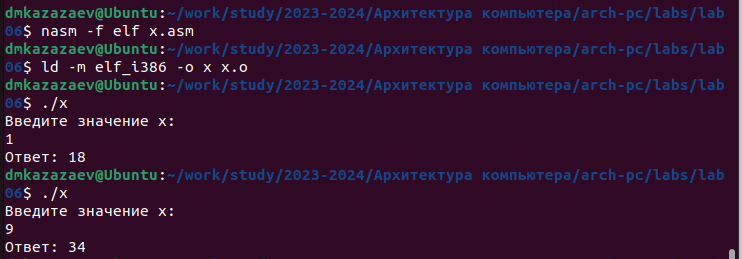 dmkazazaev@Ubuntu:~/work/study/2023-2024/Архитектура компьютера/arch-pc/labs/lab
06$ nasm -f elf x.asm
dmkazazaev@Ubuntu:~/work/study/2023-2024/Архитектура компьютера/arch-pc/labs/lab
06$ ld -m elf_i386 -o x x.o
dmkazazaev@Ubuntu:~/work/study/2023-2024/Архитектура компьютера/arch-pc/labs/lab
06$ ./x
Введите значение x:
1
Ответ: 18
dmkazazaev@Ubuntu:~/work/study/2023-2024/Архитектура компьютера/arch-pc/labs/lab
06$ ./x
Введите значение x:
9
Ответ: 34